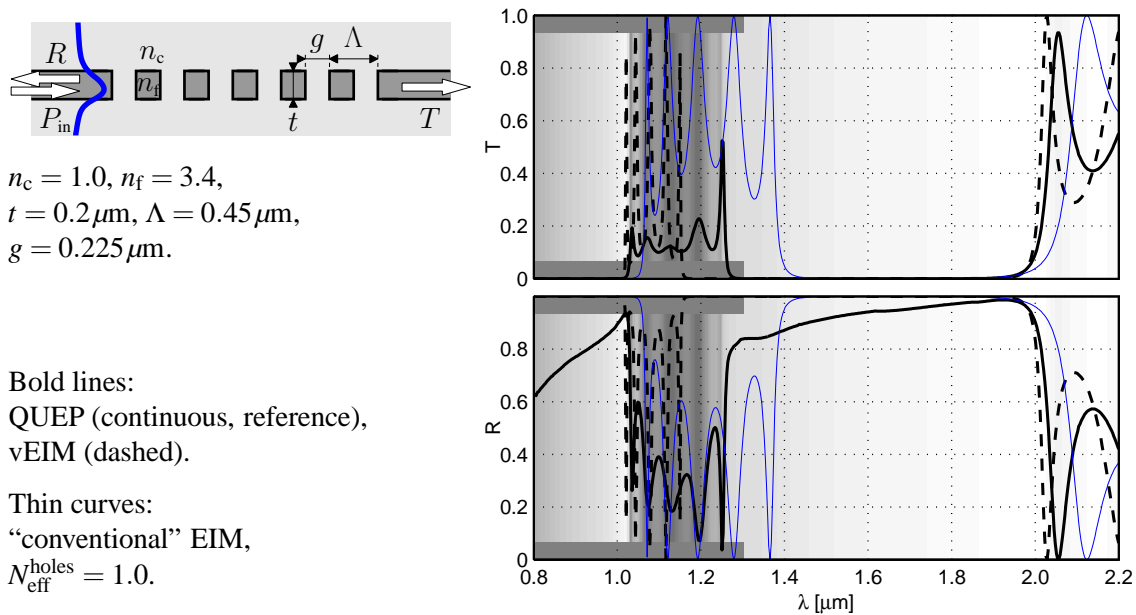 R
n_c
g
Λ
n_f
P_in
t
T
n_c = 1.0, n_f = 3.4,
t = 0.2 μm, Λ = 0.45 μm,
g = 0.225 μm.
Bold lines:
QUEP (continuous, reference),
vEIM (dashed).
Thin curves:
“conventional” EIM,
N_eff^holes = 1.0.
1.0
0.8
0.6
0.4
0.2
0
T
0.8
0.6
0.4
0.2
0
R
0.8 1.0 1.2 1.4 1.6 1.8 2.0 2.2
λ [μm]